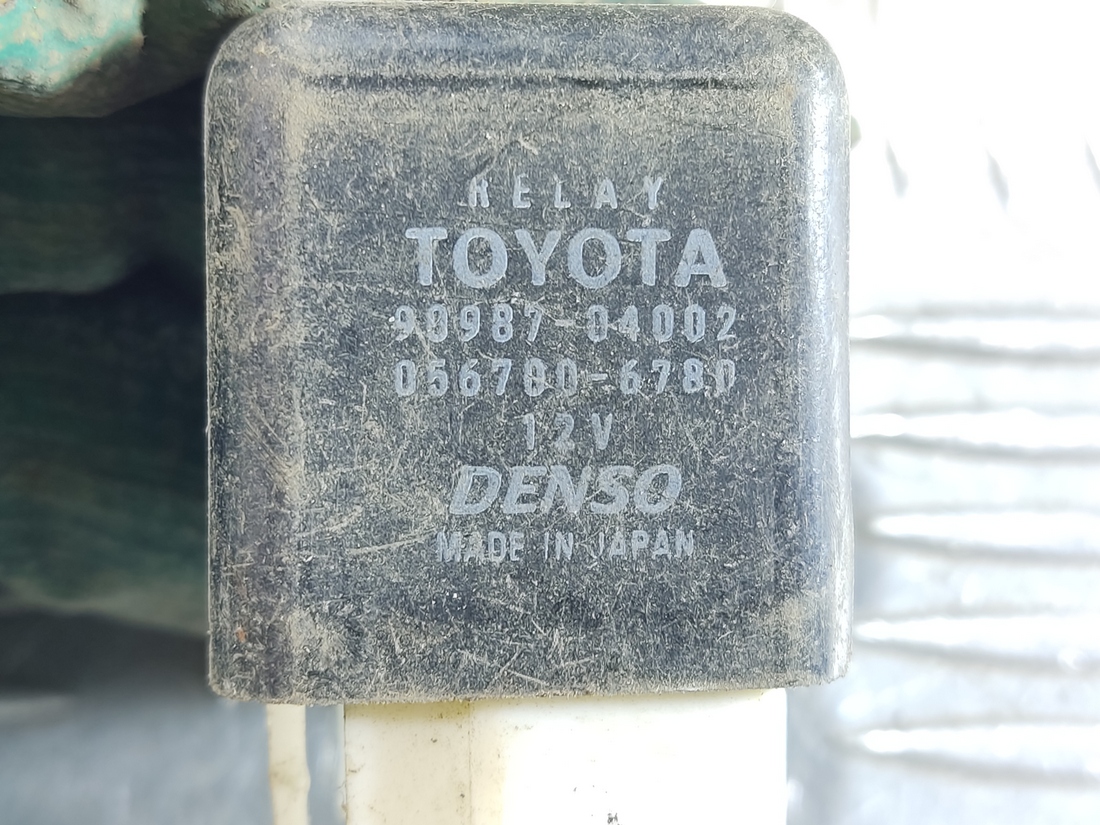 RELAY
TOYOTA
90987-04002
056700-6780
12V
DENSO
MADE IN JAPAN